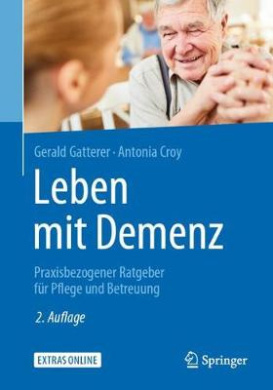 Gerald Gatterer · Antonia Croy
Leben
mit Demenz
Praxisbezogener Ratgeber
für Pflege und Betreuung
2. Auflage
EXTRAS ONLINE
Springer